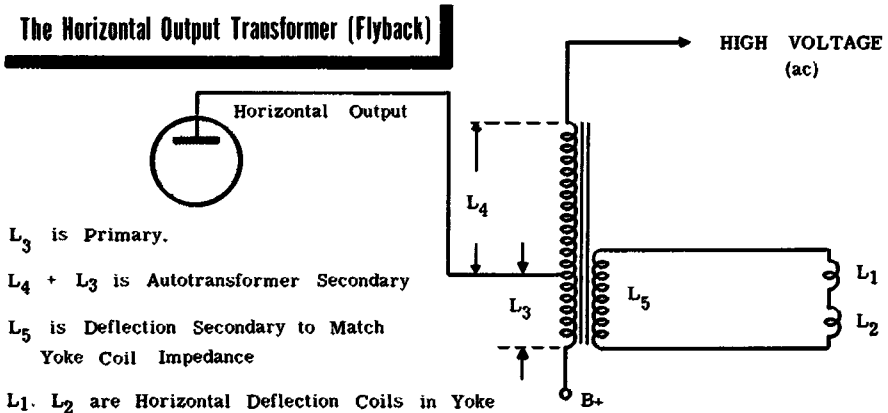 The Horizontal Output Transformer (Flyback)
HIGH VOLTAGE
(ac)
Horizontal Output
L4
L3 is Primary.
L4 + L3 is Autotransformer Secondary
L3
L5
L1
L2
L5 is Deflection Secondary to Match
Yoke Coil Impedance
L1. L2 are Horizontal Deflection Coils in Yoke
B+